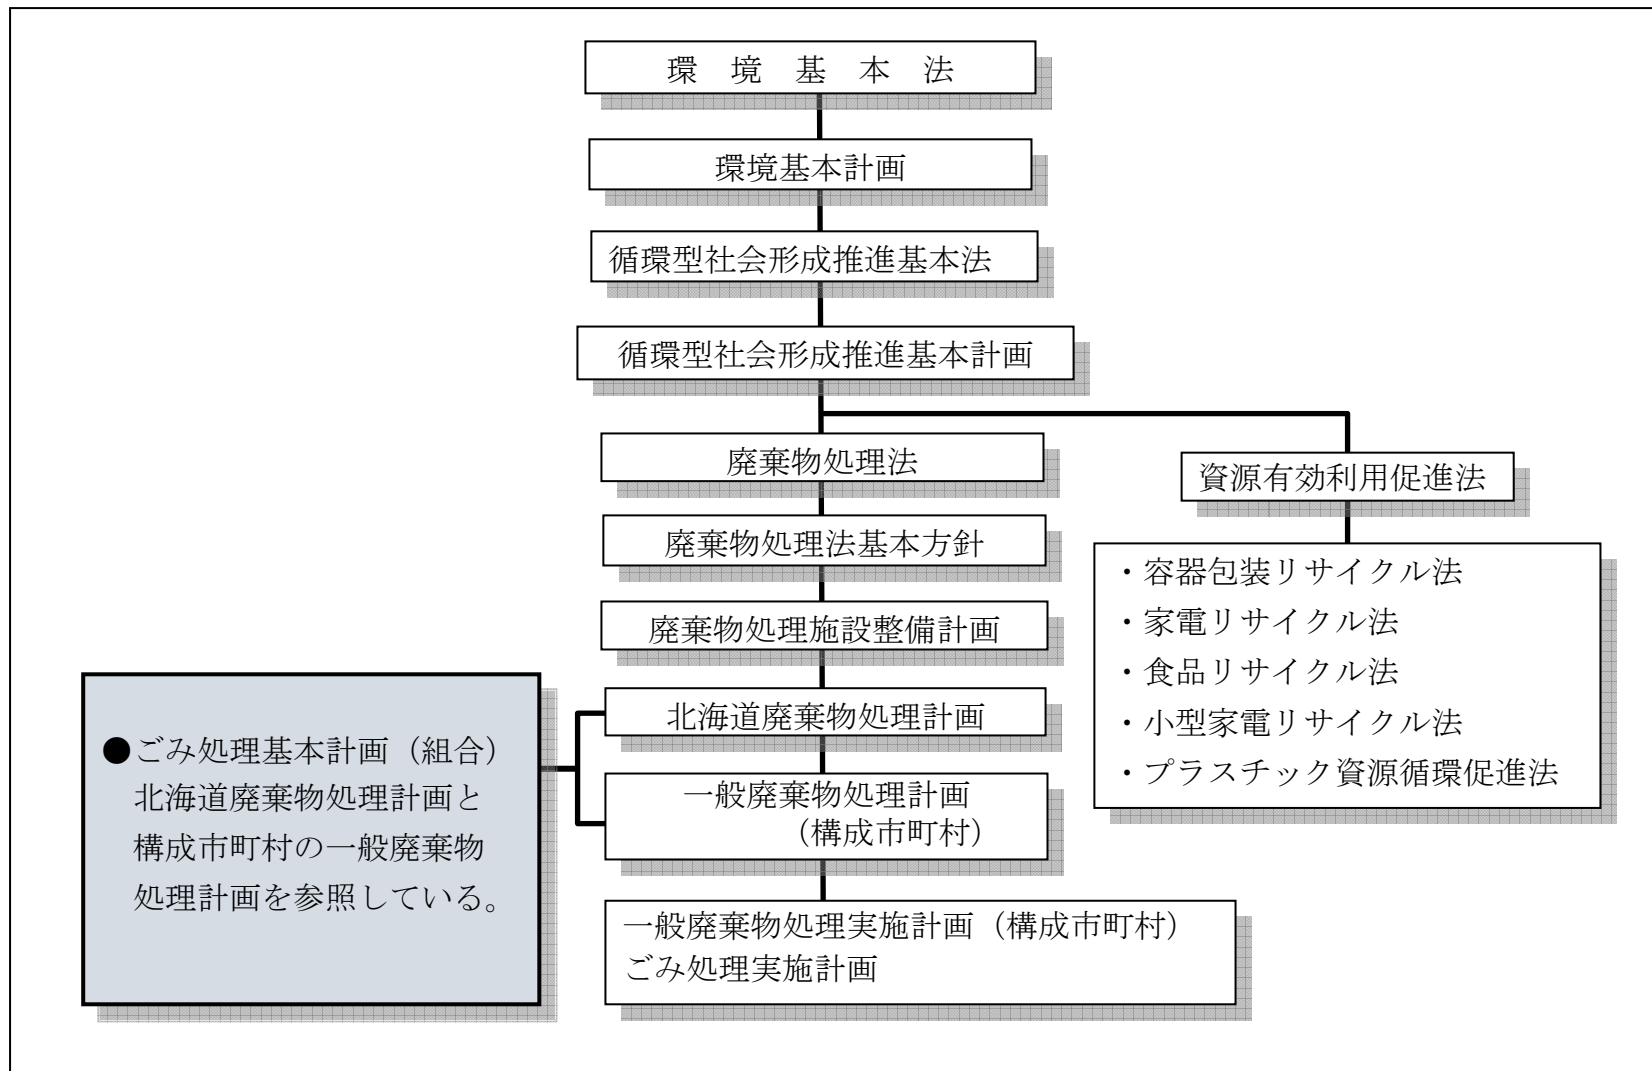 環境基本法
環境基本計画
循環型社会形成推進基本法
循環型社会形成推進基本計画
廃棄物処理法
資源有効利用促進法
廃棄物処理法基本方針
・容器包装リサイクル法
・家電リサイクル法
・食品リサイクル法
・小型家電リサイクル法
・プラスチック資源循環促進法
廃棄物処理施設整備計画
北海道廃棄物処理計画
●ごみ処理基本計画（組合）
北海道廃棄物処理計画と
構成市町村の一般廃棄物
処理計画を参照している。
一般廃棄物処理計画
（構成市町村）
一般廃棄物処理実施計画（構成市町村）
ごみ処理実施計画